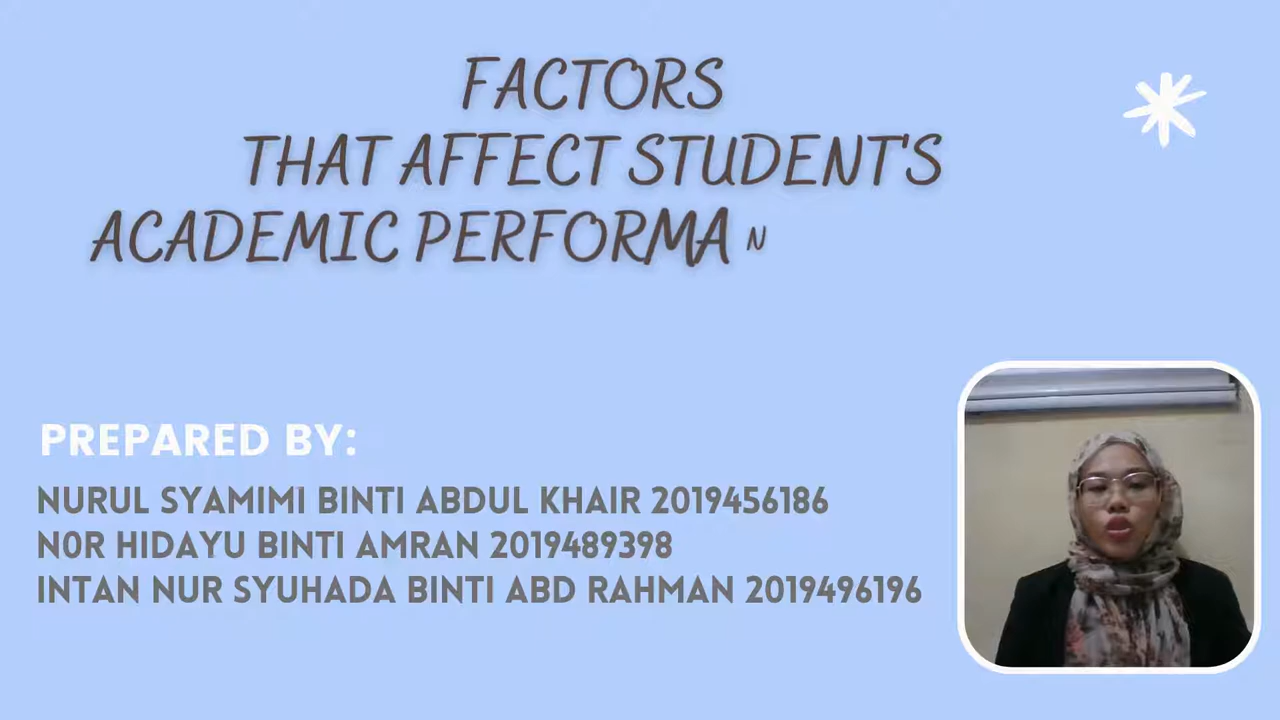 FACTORS
THAT AFFECT STUDENT'S
ACADEMIC PERFORMAN
PREPARED BY:
NURUL SYAMIMI BINTI ABDUL KHAIR 2019456186
N0R HIDAYU BINTI AMRAN 2019489398
INTAN NUR SYUHADA BINTI ABD RAHMAN 2019496196